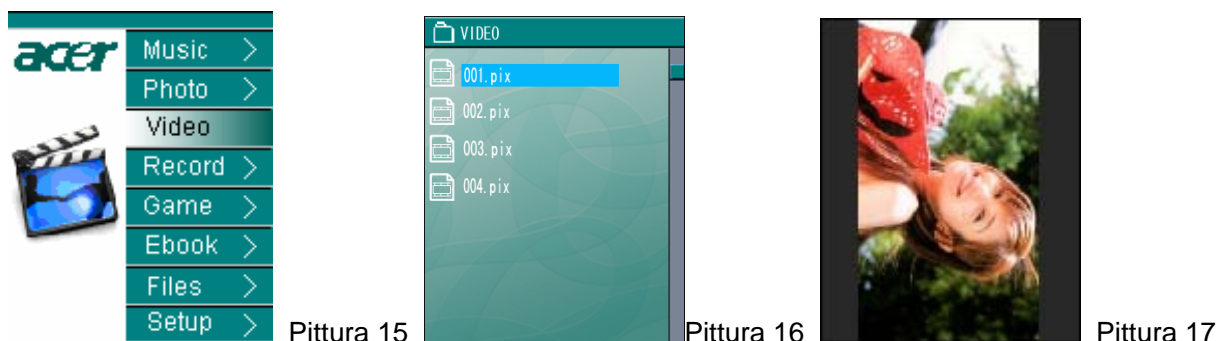 acer
Music >
Photo >
Video
Record >
Game >
Ebook >
Files >
Setup >
Pittura 15
VIDEO
001.pix
002.pix
003.pix
004.pix
Pittura 16
Pittura 17